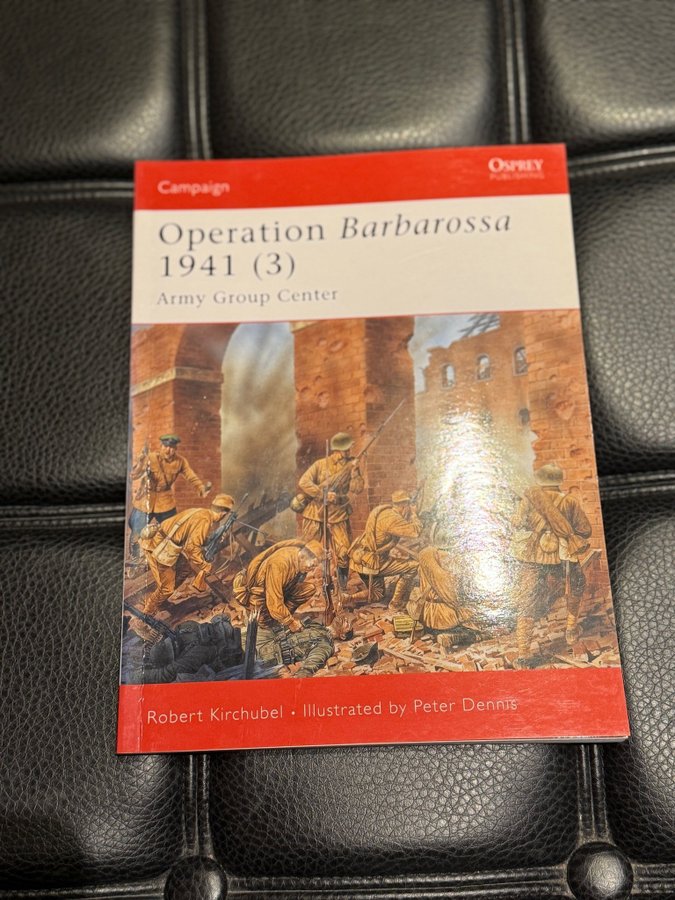 Campaign
OSPREY
PUBLISHING
Operation Barbarossa
1941 (3)
Army Group Center
Robert Kirchubel • Illustrated by Peter Dennis